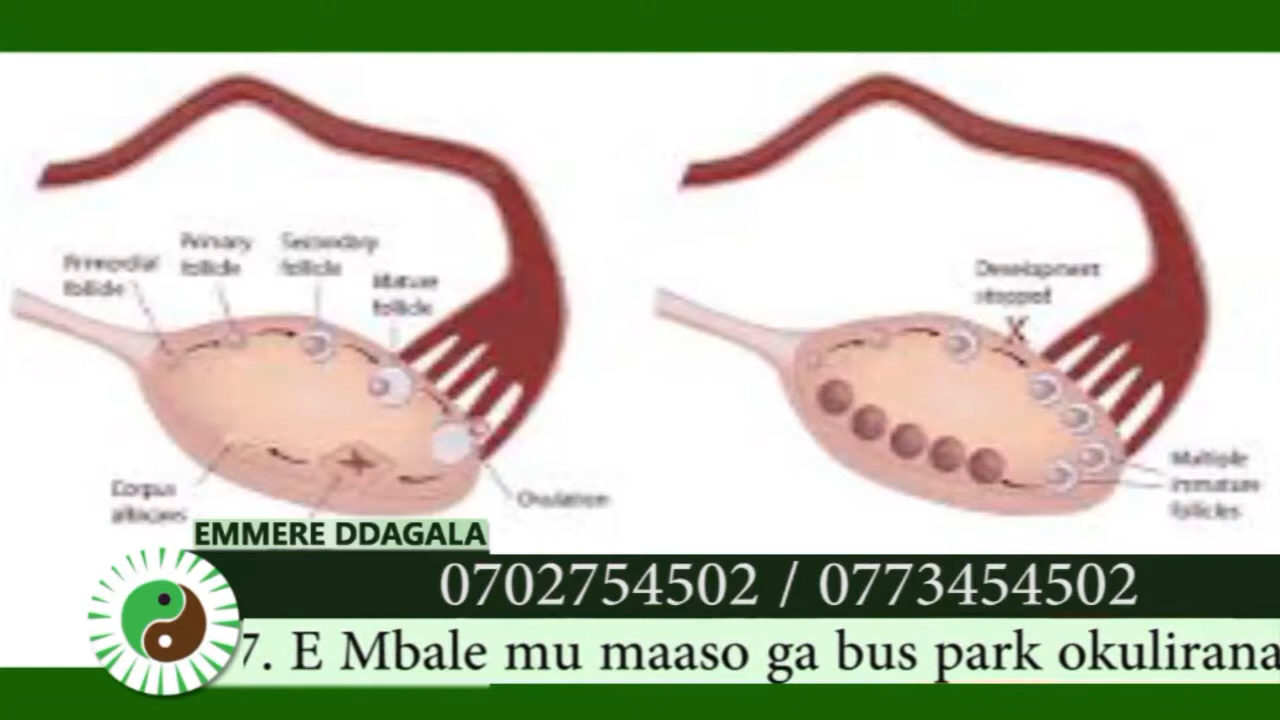 Primary
follicle
Secondary
follicle
Primordial
follicle
Mature
follicle
Corpus
albicans
Ovulation
Development
stopped
X
Multiple
immature
follicles
EMMERE DDAGALA
0702754502 / 0773454502
7. E Mbale mu maaso ga bus park okulirana